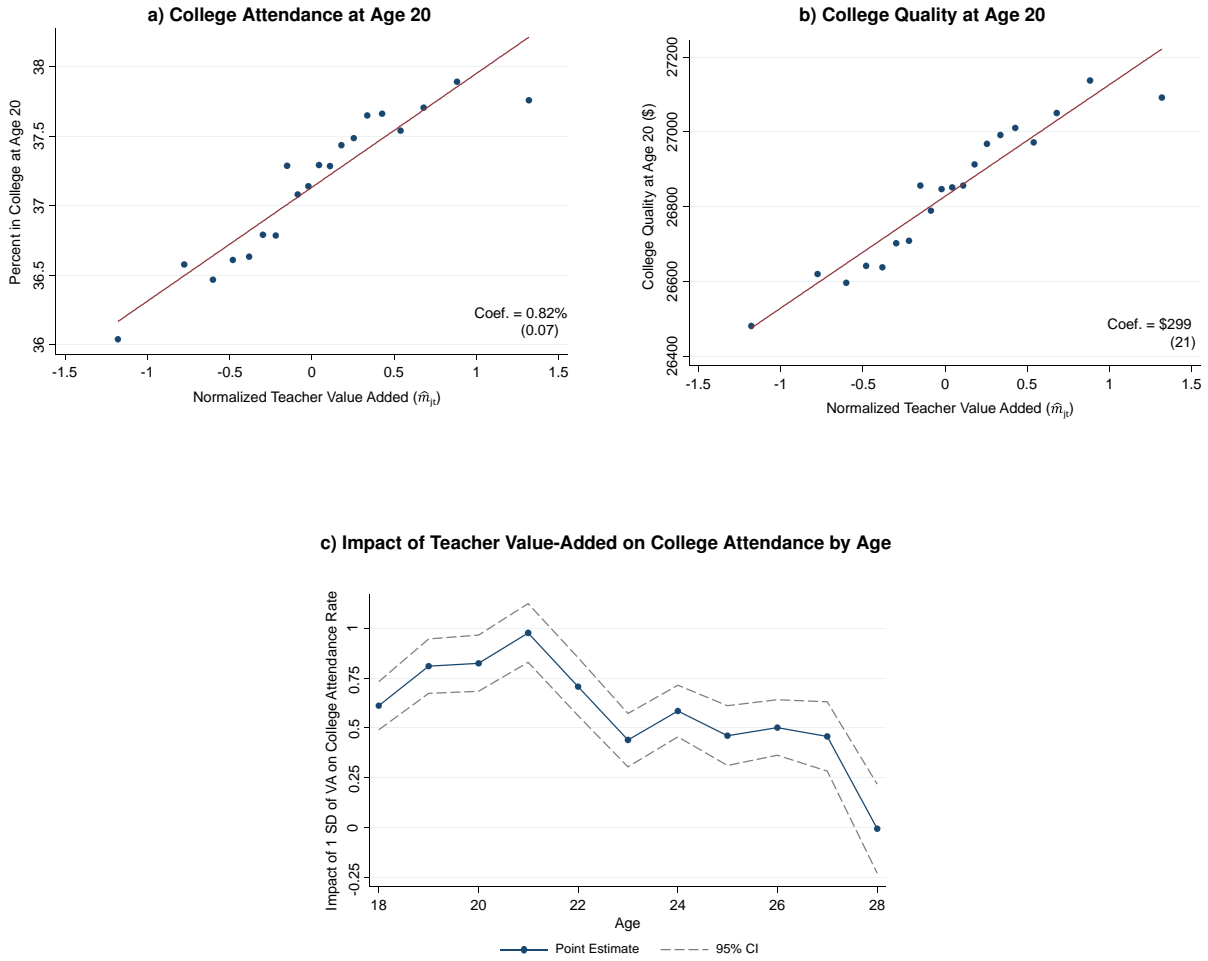 a) College Attendance at Age 20
Percent in College at Age 20
38
37.5
37
36.5
36
Coef. = 0.82%
(0.07)
-1.5 -1 -0.5 0 0.5 1 1.5
Normalized Teacher Value Added (m̂jt)
b) College Quality at Age 20
College Quality at Age 20 ($)
27200
27000
26800
26600
26400
Coef. = $299
(21)
-1.5 -1 -0.5 0 0.5 1 1.5
Normalized Teacher Value Added (m̂jt)
c) Impact of Teacher Value-Added on College Attendance by Age
Impact of 1 SD of VA on College Attendance Rate
1
0.75
0.5
0.25
0
-0.25
18 20 22 24 26 28
Age
Point Estimate 95% CI